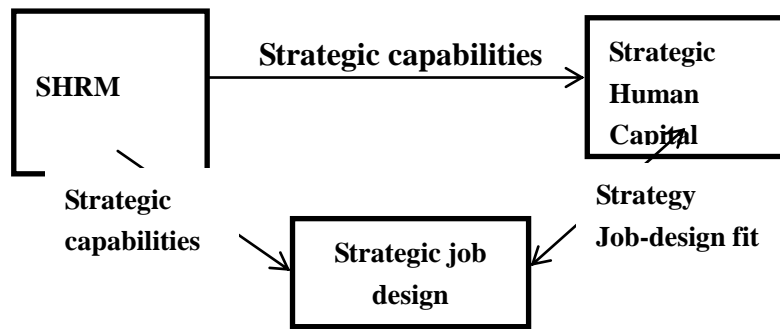 Strategic capabilities
SHRM
Strategic
Human
Capital
Strategic
capabilities
Strategy
Job-design fit
Strategic job
design